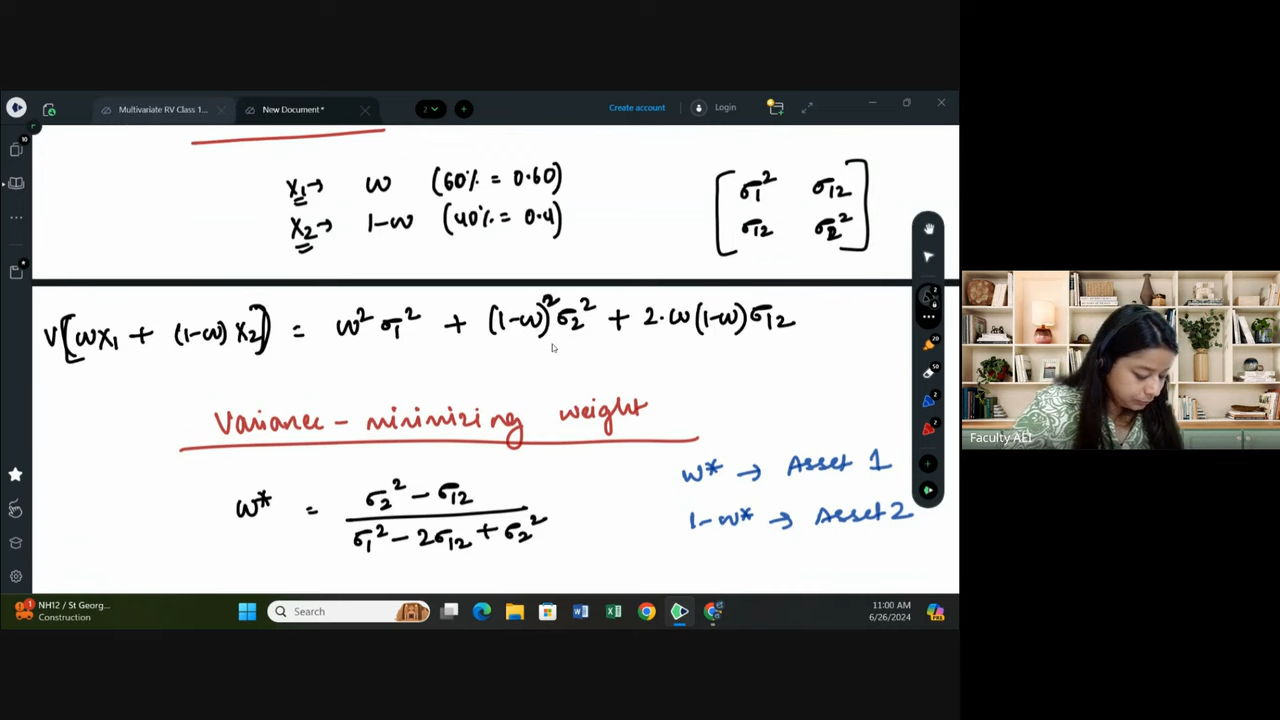 Multivariate RV Class 1...
New Document*
2
Create account
Login
X1→ w (60% = 0.60)
X2→ 1-w (40% = 0.4)
[σ1² σ12
σ12 σ2²]
V[wX1 + (1-w) X2] = w² σ1² + (1-w)² σ2² + 2·w(1-w)σ12
Variance - minimizing weight
w* = (σ2² - σ12) / (σ1² - 2σ12 + σ2²)
w* → Asset 1
1-w* → Asset 2
Faculty AEI
NH12 / St Georg...
Construction
Search
11:00 AM
6/26/2024